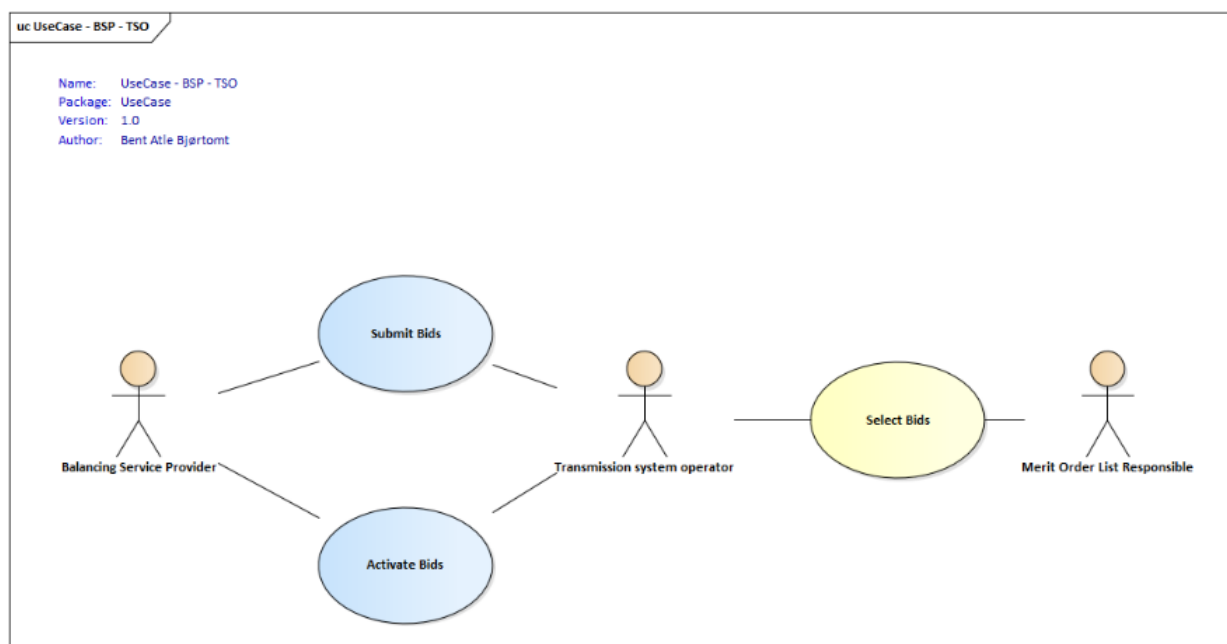 uc UseCase - BSP - TSO
Name: UseCase - BSP - TSO
Package: UseCase
Version: 1.0
Author: Bent Atle Bjørtomt
Submit Bids
Select Bids
Balancing Service Provider
Transmission system operator
Merit Order List Responsible
Activate Bids